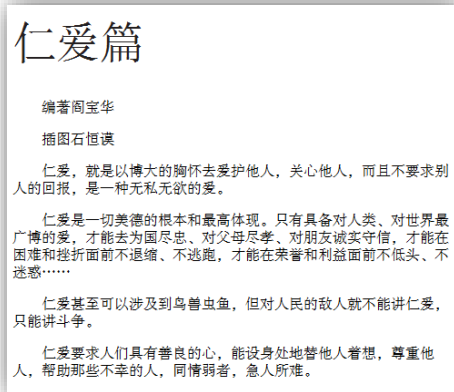 仁爱篇
编著阎宝华
插图石恒谟
仁爱，就是以博大的胸怀去爱护他人，关心他人，而且不要求别
人的回报，是一种无私无欲的爱。
仁爱是一切美德的根本和最高体现。只有具备对人类、对世界最
广博的爱，才能去为国尽忠、对父母尽孝、对朋友诚实守信，才能在
困难和挫折面前不退缩、不逃跑，才能在荣誉和利益面前不低头、不
迷惑……
仁爱甚至可以涉及到鸟兽虫鱼，但对人民的敌人就不能讲仁爱，
只能讲斗争。
仁爱要求人们具有善良的心，能设身处地替他人着想，尊重他
人，帮助那些不幸的人，同情弱者，急人所难。